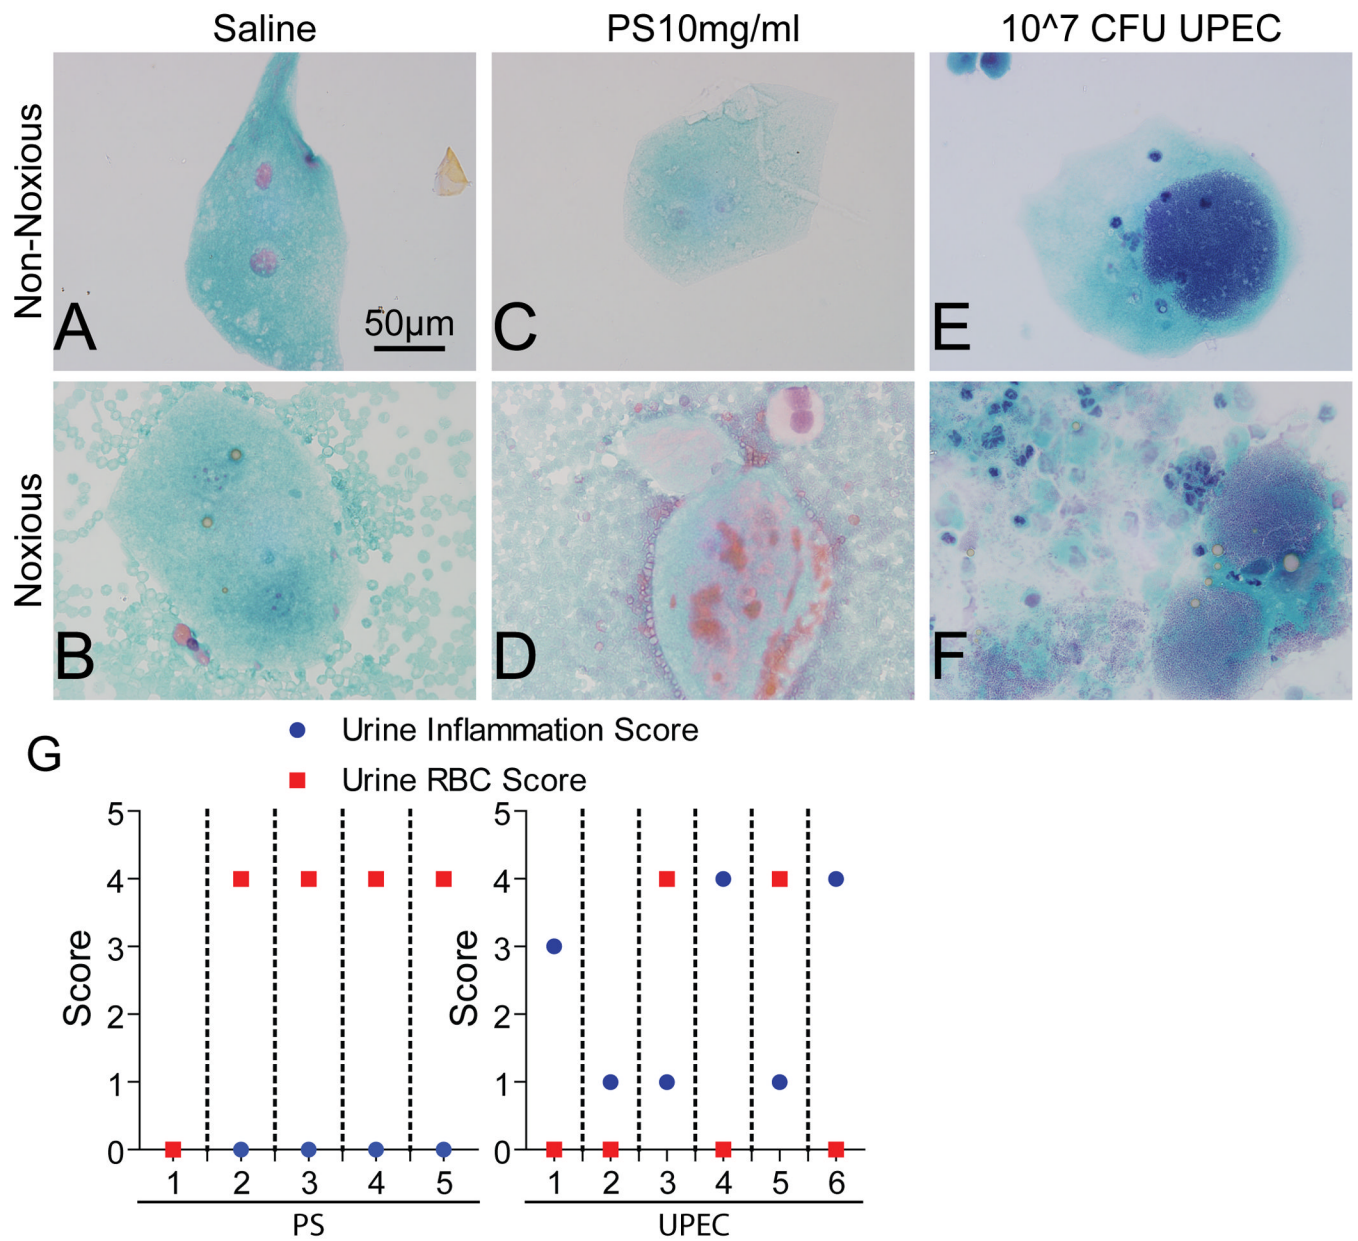 Saline
PS10mg/ml
10^7 CFU UPEC
Non-Noxious
A
50µm
C
E
Noxious
B
D
F
G
Urine Inflammation Score
Urine RBC Score
Score
5
4
3
2
1
0
1 2 3 4 5
PS
Score
5
4
3
2
1
0
1 2 3 4 5 6
UPEC